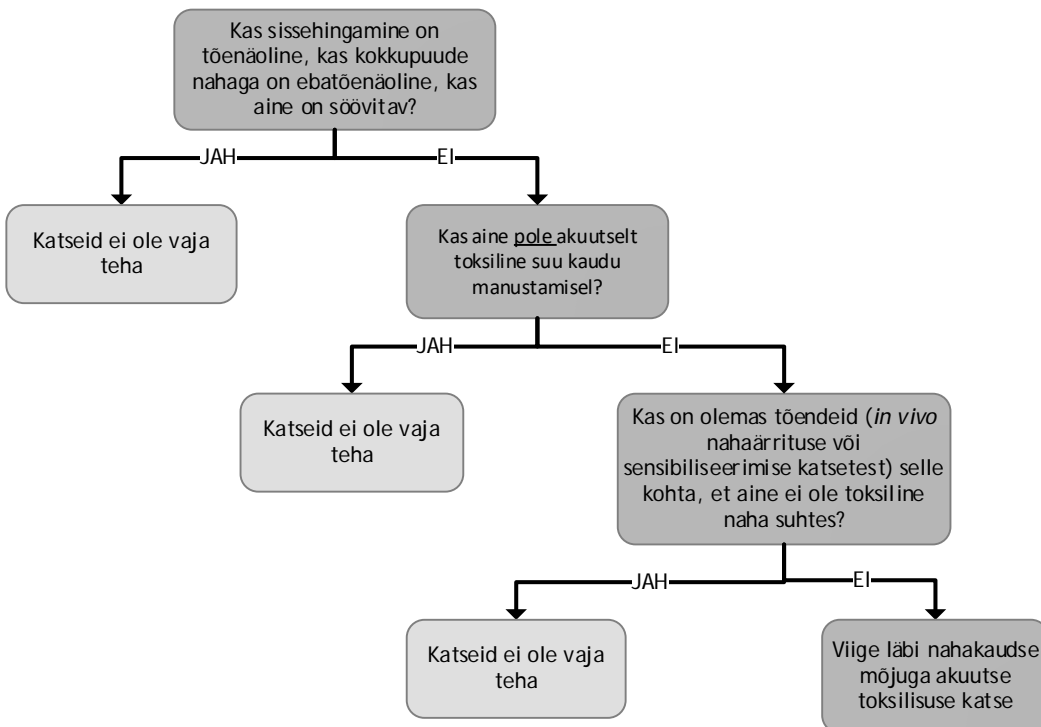 Kas sissehingamine on
tõenäoline, kas kokkupuude
nahaga on ebatõenäoline, kas
aine on söövitav?
JAH
EI
Katseid ei ole vaja
teha
Kas aine pole akuutselt
toksiline suu kaudu
manustamisel?
JAH
EI
Katseid ei ole vaja
teha
Kas on olemas tõendeid (in vivo
nahaärrituse või
sensibiliseerimise katsetest) selle
kohta, et aine ei ole toksiline
naha suhtes?
JAH
EI
Katseid ei ole vaja
teha
Viige läbi nahakaudse
mõjuga akuutse
toksilisuse katse